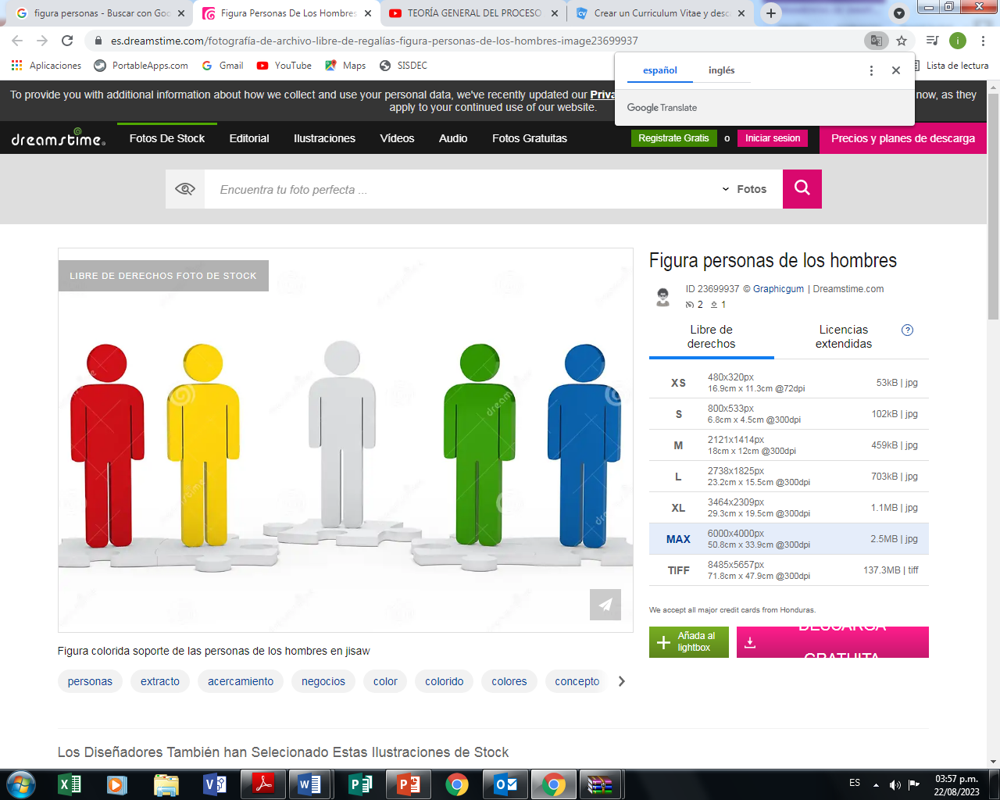 figura personas - Buscar con Goo
Figura Personas De Los Hombres
TEORÍA GENERAL DEL PROCESO
Crear un Curriculum Vitae y desc
es.dreamstime.com/fotografía-de-archivo-libre-de-regalías-figura-personas-de-los-hombres-image23699937
i
Aplicaciones
PortableApps.com
Gmail
YouTube
Maps
SISDEC
Lista de lectura
español
inglés
Google Translate
To provide you with additional information about how we collect and use your personal data, we've recently updated our Priva
now, as they
apply to your continued use of our website.
dreamstime
Fotos De Stock
Editorial
Ilustraciones
Vídeos
Audio
Fotos Gratuitas
Registrate Gratis
o
Iniciar sesion
Precios y planes de descarga
Encuentra tu foto perfecta ...
Fotos
LIBRE DE DERECHOS FOTO DE STOCK
Figura personas de los hombres
ID 23699937 © Graphicgum | Dreamstime.com
2 1
Libre de
derechos
Licencias
extendidas
?
XS 480x320px 53kB | jpg
16.9cm x 11.3cm @72dpi
S 800x533px 102kB | jpg
6.8cm x 4.5cm @300dpi
M 2121x1414px 459kB | jpg
18cm x 12cm @300dpi
L 2738x1825px 703kB | jpg
23.2cm x 15.5cm @300dpi
XL 3464x2309px 1.1MB | jpg
29.3cm x 19.5cm @300dpi
MAX 6000x4000px 2.5MB | jpg
50.8cm x 33.9cm @300dpi
TIFF 8485x5657px 137.3MB | tiff
71.8cm x 47.9cm @300dpi
We accept all major credit cards from Honduras.
Añada al
lightbox
DESCARGA
GRATUITA
Figura colorida soporte de las personas de los hombres en jisaw
personas
extracto
acercamiento
negocios
color
colorido
colores
concepto
Los Diseñadores También han Selecionado Estas Ilustraciones de Stock
ES
03:57 p.m.
22/08/2023